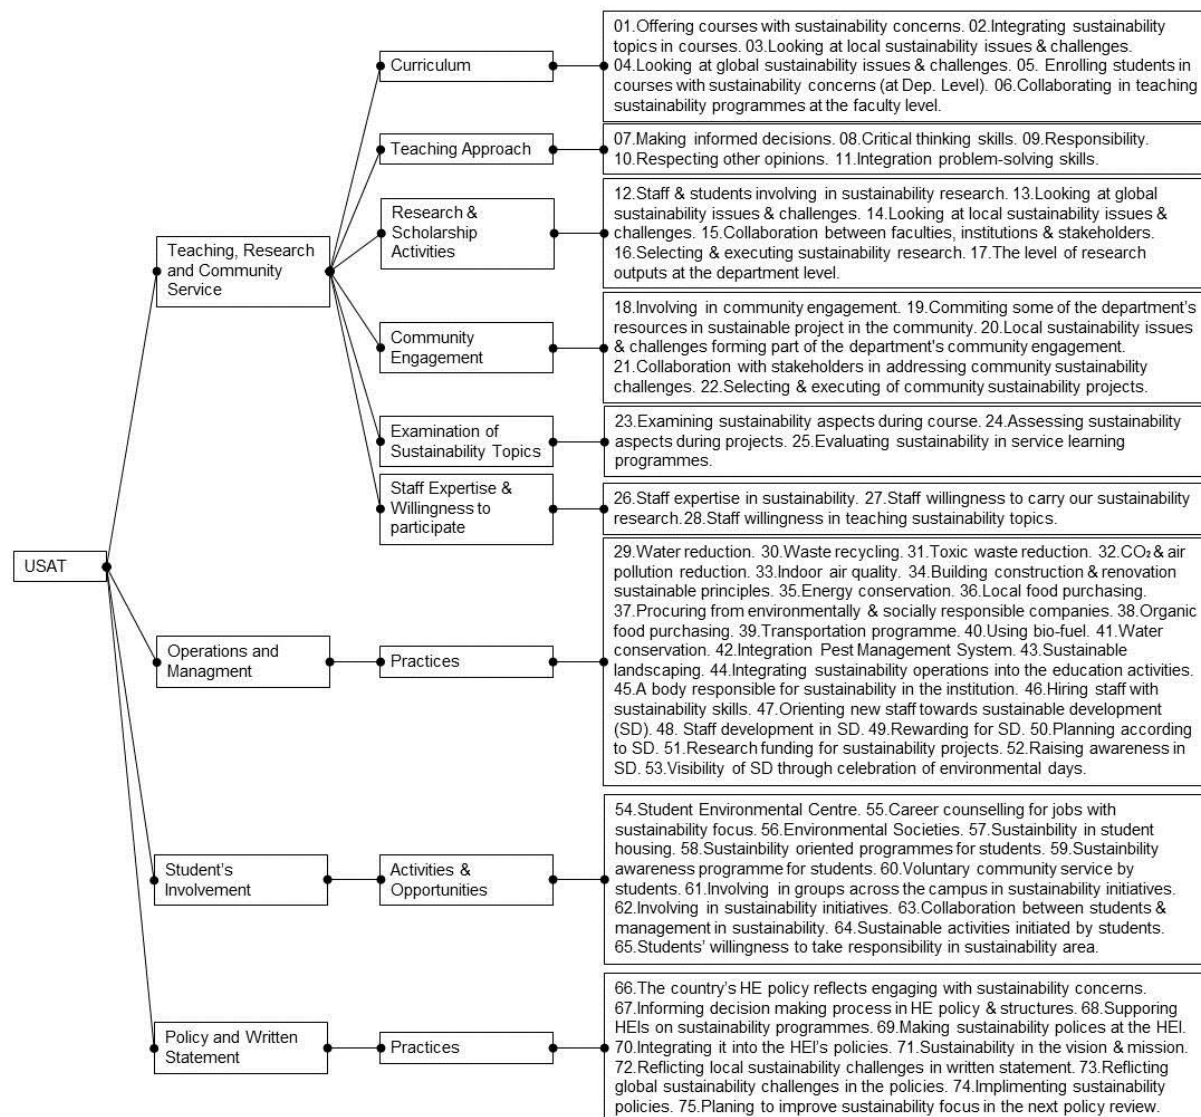 01.Offering courses with sustainability concerns. 02.Integrating sustainability
topics in courses. 03.Looking at local sustainability issues & challenges.
04.Looking at global sustainability issues & challenges. 05. Enrolling students in
courses with sustainability concerns (at Dep. Level). 06.Collaborating in teaching
sustainability programmes at the faculty level.
Curriculum
07.Making informed decisions. 08.Critical thinking skills. 09.Responsibility.
10.Respecting other opinions. 11.Integration problem-solving skills.
Teaching Approach
12.Staff & students involving in sustainability research. 13.Looking at global
sustainability issues & challenges. 14.Looking at local sustainability issues &
challenges. 15.Collaboration between faculties, institutions & stakeholders.
16.Selecting & executing sustainability research. 17.The level of research
outputs at the department level.
Research &
Scholarship
Activities
Teaching, Research
and Community
Service
18.Involving in community engagement. 19.Commiting some of the department's
resources in sustainable project in the community. 20.Local sustainability issues
& challenges forming part of the department's community engagement.
21.Collaboration with stakeholders in addressing community sustainability
challenges. 22.Selecting & executing of community sustainability projects.
Community
Engagement
23.Examining sustainability aspects during course. 24.Assessing sustainability
aspects during projects. 25.Evaluating sustainability in service learning
programmes.
Examination of
Sustainability Topics
Staff Expertise &
Willingness to
participate
26.Staff expertise in sustainability. 27.Staff willingness to carry our sustainability
research.28.Staff willingness in teaching sustainability topics.
USAT
29.Water reduction. 30.Waste recycling. 31.Toxic waste reduction. 32.CO₂ & air
pollution reduction. 33.Indoor air quality. 34.Building construction & renovation
sustainable principles. 35.Energy conservation. 36.Local food purchasing.
37.Procuring from environmentally & socially responsible companies. 38.Organic
food purchasing. 39.Transportation programme. 40.Using bio-fuel. 41.Water
conservation. 42.Integration Pest Management System. 43.Sustainable
landscaping. 44.Integrating sustainability operations into the education activities.
45.A body responsible for sustainability in the institution. 46.Hiring staff with
sustainability skills. 47.Orienting new staff towards sustainable development
(SD). 48. Staff development in SD. 49.Rewarding for SD. 50.Planning according
to SD. 51.Research funding for sustainability projects. 52.Raising awareness in
SD. 53.Visibility of SD through celebration of environmental days.
Operations and
Managment
Practices
54.Student Environmental Centre. 55.Career counselling for jobs with
sustainability focus. 56.Environmental Societies. 57.Sustainbility in student
housing. 58.Sustainbility oriented programmes for students. 59.Sustainbility
awareness programme for students. 60.Voluntary community service by
students. 61.Involving in groups across the campus in sustainability initiatives.
62.Involving in sustainability initiatives. 63.Collaboration between students &
management in sustainability. 64.Sustainable activities initiated by students.
65.Students' willingness to take responsibility in sustainability area.
Student's
Involvement
Activities &
Opportunities
66.The country's HE policy reflects engaging with sustainability concerns.
67.Informing decision making process in HE policy & structures. 68.Supporing
HEIs on sustainability programmes. 69.Making sustainability polices at the HEI.
70.Integrating it into the HEI's policies. 71.Sustainability in the vision & mission.
72.Reflicting local sustainability challenges in written statement. 73.Reflicting
global sustainability challenges in the policies. 74.Implimenting sustainability
policies. 75.Planing to improve sustainability focus in the next policy review.
Policy and Written
Statement
Practices